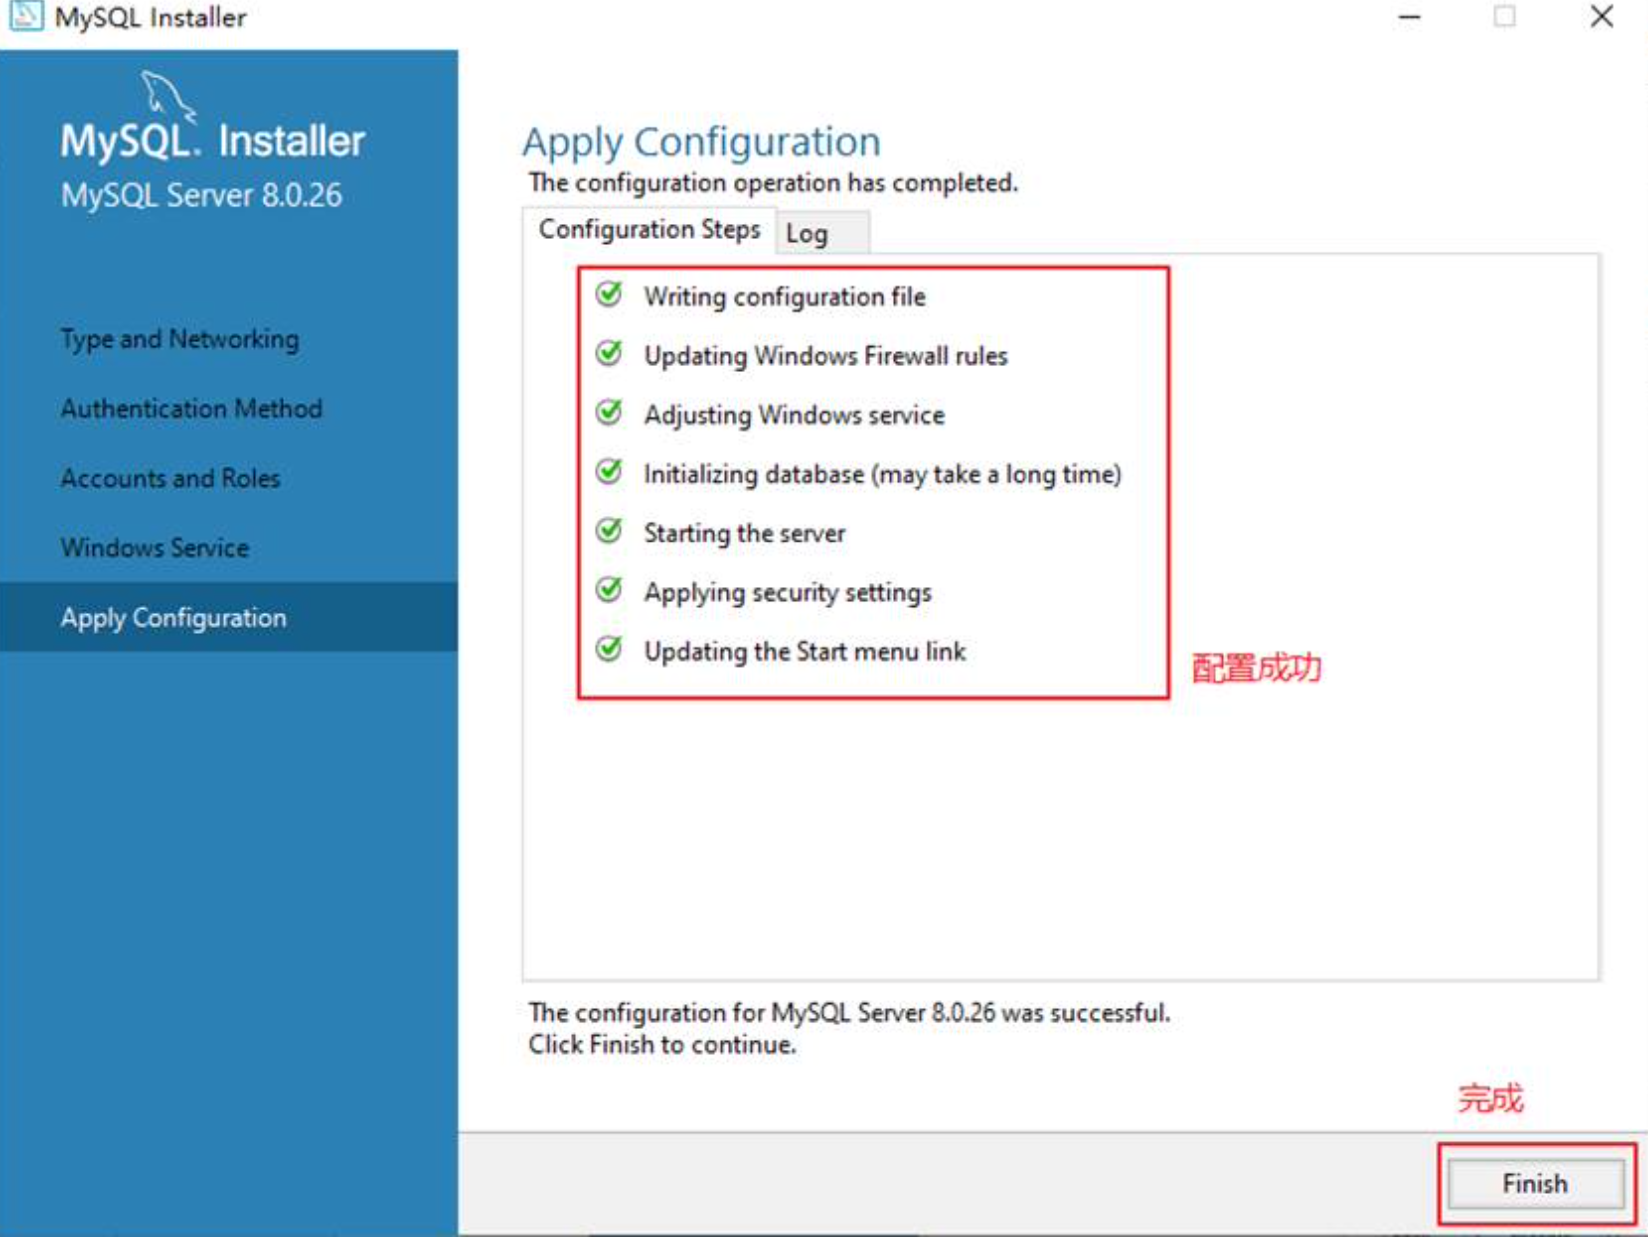 MySQL Installer
MySQL. Installer
MySQL Server 8.0.26
Type and Networking
Authentication Method
Accounts and Roles
Windows Service
Apply Configuration
Apply Configuration
The configuration operation has completed.
Configuration Steps
Log
Writing configuration file
Updating Windows Firewall rules
Adjusting Windows service
Initializing database (may take a long time)
Starting the server
Applying security settings
Updating the Start menu link
配置成功
The configuration for MySQL Server 8.0.26 was successful.
Click Finish to continue.
完成
Finish